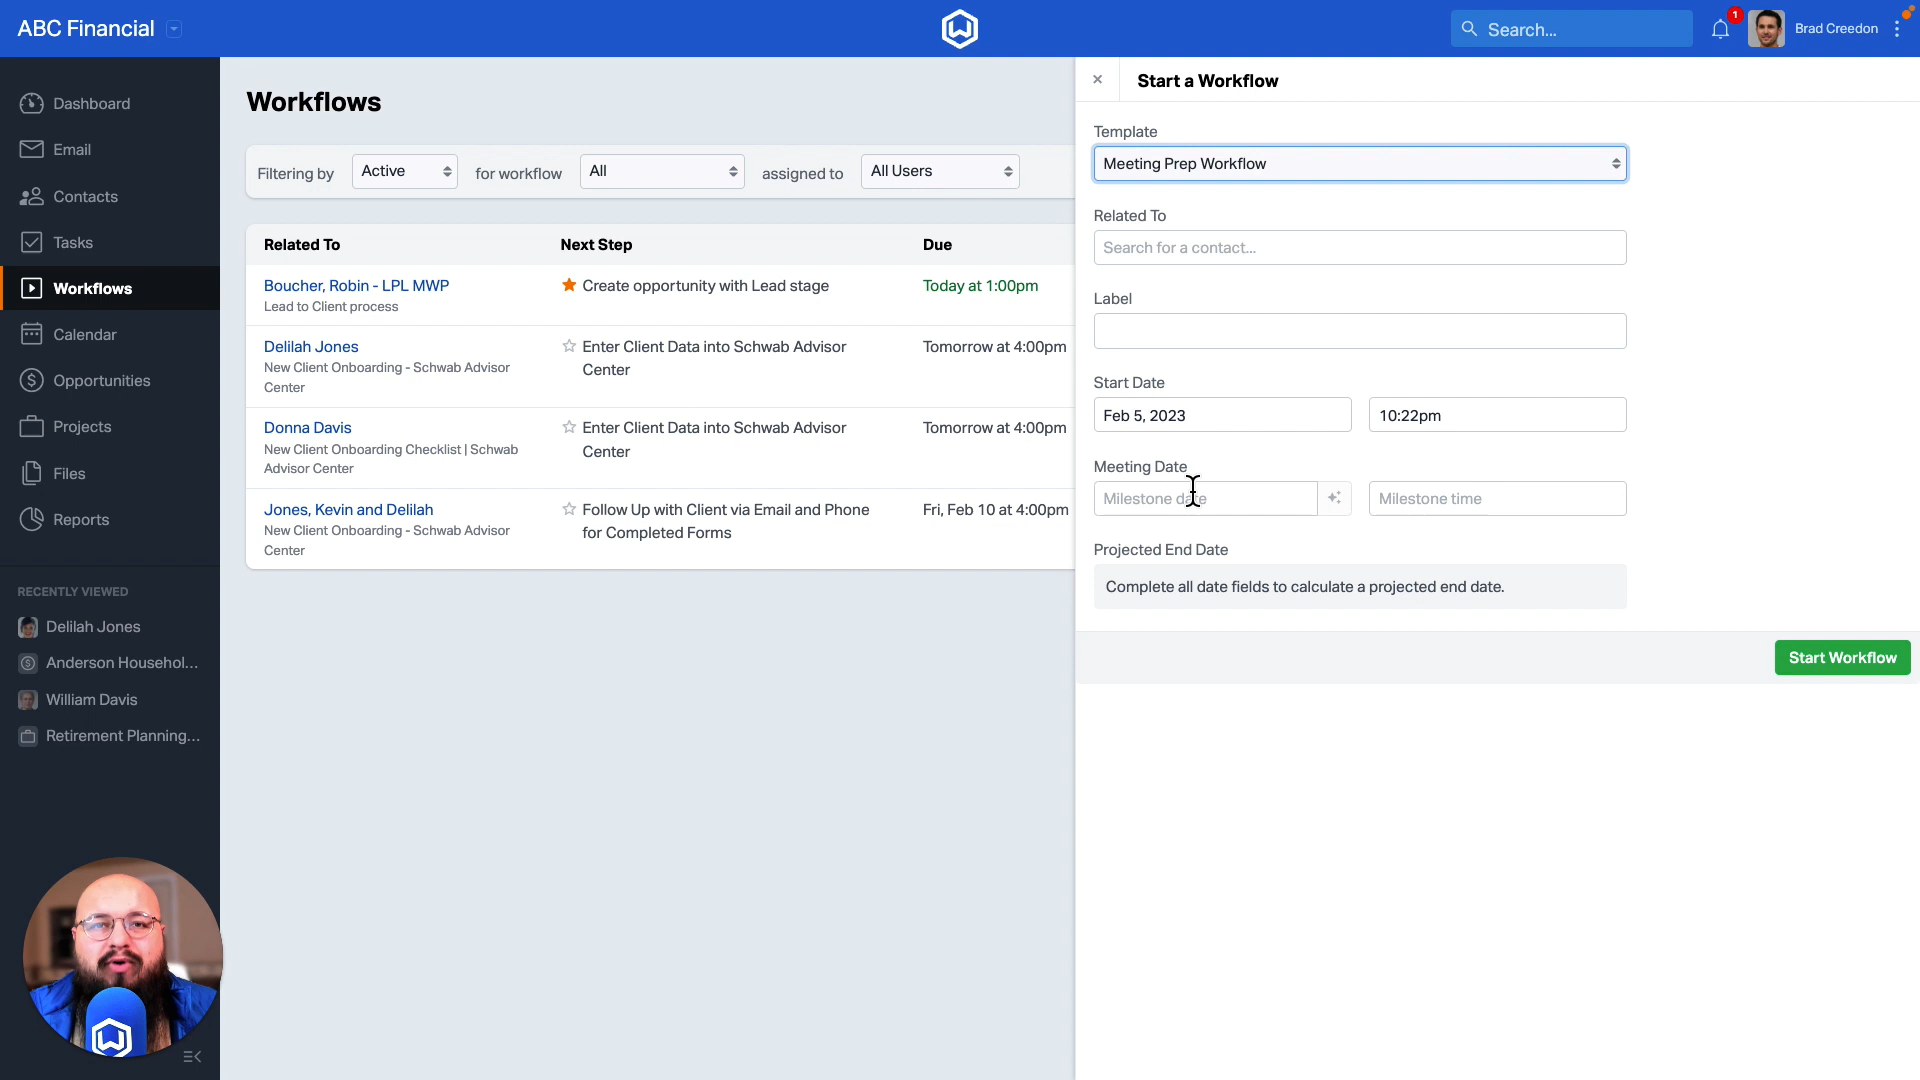 ABC Financial
Search...
1
Brad Creedon
Dashboard
Email
Contacts
Tasks
Workflows
Calendar
Opportunities
Projects
Files
Reports
RECENTLY VIEWED
Delilah Jones
Anderson Househol...
William Davis
Retirement Planning...
Workflows
Filtering by
Active
for workflow
All
assigned to
All Users
Related To
Next Step
Due
Boucher, Robin - LPL MWP
Lead to Client process
Create opportunity with Lead stage
Today at 1:00pm
Delilah Jones
New Client Onboarding - Schwab Advisor
Center
Enter Client Data into Schwab Advisor
Center
Tomorrow at 4:00pm
Donna Davis
New Client Onboarding Checklist | Schwab
Advisor Center
Enter Client Data into Schwab Advisor
Center
Tomorrow at 4:00pm
Jones, Kevin and Delilah
New Client Onboarding - Schwab Advisor
Center
Follow Up with Client via Email and Phone
for Completed Forms
Fri, Feb 10 at 4:00pm
Start a Workflow
Template
Meeting Prep Workflow
Related To
Search for a contact...
Label
Start Date
Feb 5, 2023
10:22pm
Meeting Date
Milestone date
Milestone time
Projected End Date
Complete all date fields to calculate a projected end date.
Start Workflow